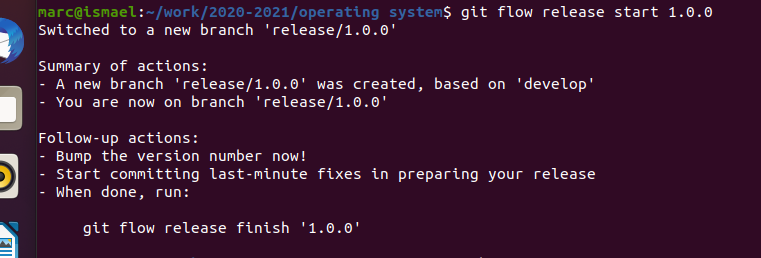 marc@ismael:~/work/2020-2021/operating system$ git flow release start 1.0.0
Switched to a new branch 'release/1.0.0'
Summary of actions:
- A new branch 'release/1.0.0' was created, based on 'develop'
- You are now on branch 'release/1.0.0'
Follow-up actions:
- Bump the version number now!
- Start committing last-minute fixes in preparing your release
- When done, run:
git flow release finish '1.0.0'